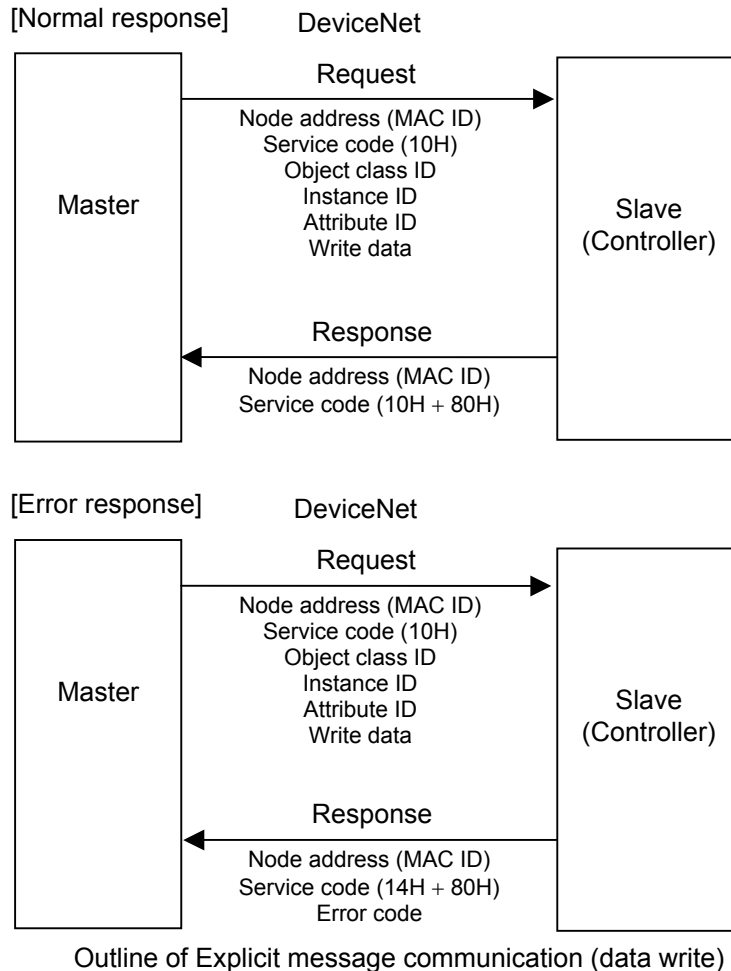 [Normal response]
DeviceNet
Request
Node address (MAC ID)
Service code (10H)
Object class ID
Instance ID
Attribute ID
Write data
Master
Slave
(Controller)
Response
Node address (MAC ID)
Service code (10H + 80H)
[Error response]
DeviceNet
Request
Node address (MAC ID)
Service code (10H)
Object class ID
Instance ID
Attribute ID
Write data
Master
Slave
(Controller)
Response
Node address (MAC ID)
Service code (14H + 80H)
Error code
Outline of Explicit message communication (data write)